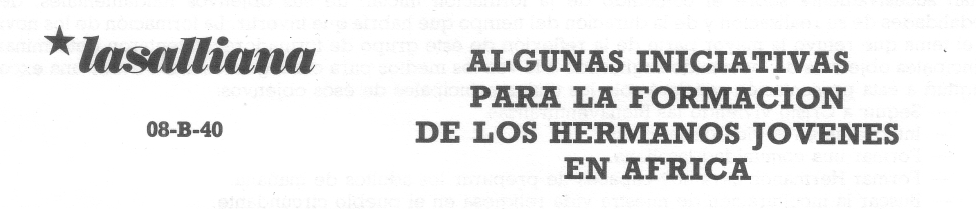 ★lasalliana
08-B-40
ALGUNAS INICIATIVAS
PARA LA FORMACION
DE LOS HERMANOS JOVENES
EN AFRICA